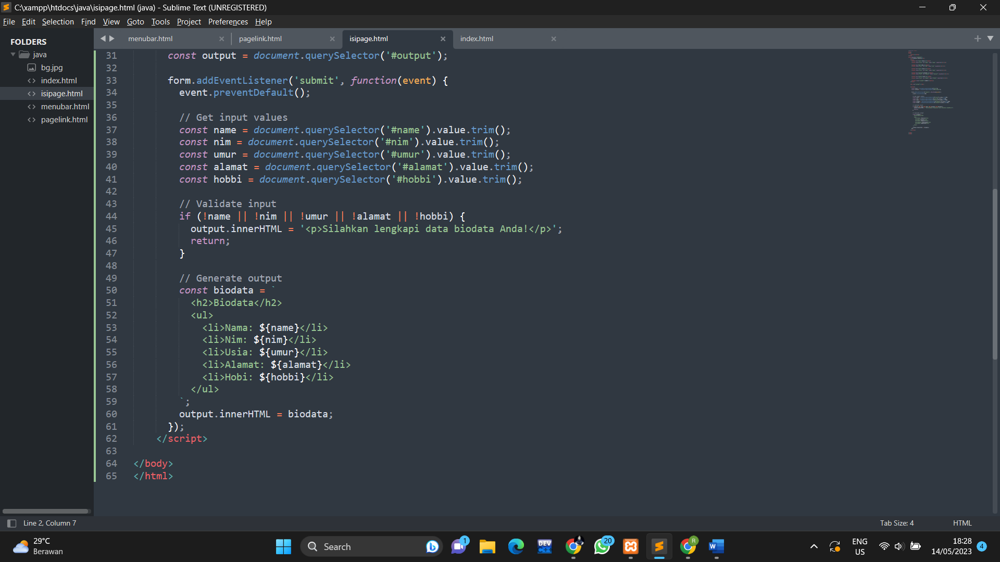 C:\xampp\htdocs\java\isipage.html (java) - Sublime Text (UNREGISTERED)
File Edit Selection Find View Goto Tools Project Preferences Help
FOLDERS
java
bg.jpg
index.html
isipage.html
menubar.html
pagelink.html
menubar.html pagelink.html isipage.html index.html
31 const output = document.querySelector('#output');
32
33 form.addEventListener('submit', function(event) {
34 event.preventDefault();
35
36 // Get input values
37 const name = document.querySelector('#name').value.trim();
38 const nim = document.querySelector('#nim').value.trim();
39 const umur = document.querySelector('#umur').value.trim();
40 const alamat = document.querySelector('#alamat').value.trim();
41 const hobbi = document.querySelector('#hobbi').value.trim();
42
43 // Validate input
44 if (!name || !nim || !umur || !alamat || !hobbi) {
45 output.innerHTML = '<p>Silahkan lengkapi data biodata Anda!</p>';
46 return;
47 }
48
49 // Generate output
50 const biodata = `
51 <h2>Biodata</h2>
52 <ul>
53 <li>Nama: ${name}</li>
54 <li>Nim: ${nim}</li>
55 <li>Usia: ${umur}</li>
56 <li>Alamat: ${alamat}</li>
57 <li>Hobi: ${hobbi}</li>
58 </ul>
59 `;
60 output.innerHTML = biodata;
61 });
62 </script>
63
64 </body>
65 </html>
Line 2, Column 7 Tab Size: 4 HTML
29°C
Berawan
Search
1
DEV
C++
20
R
W
ENG
US
18:28
14/05/2023
4